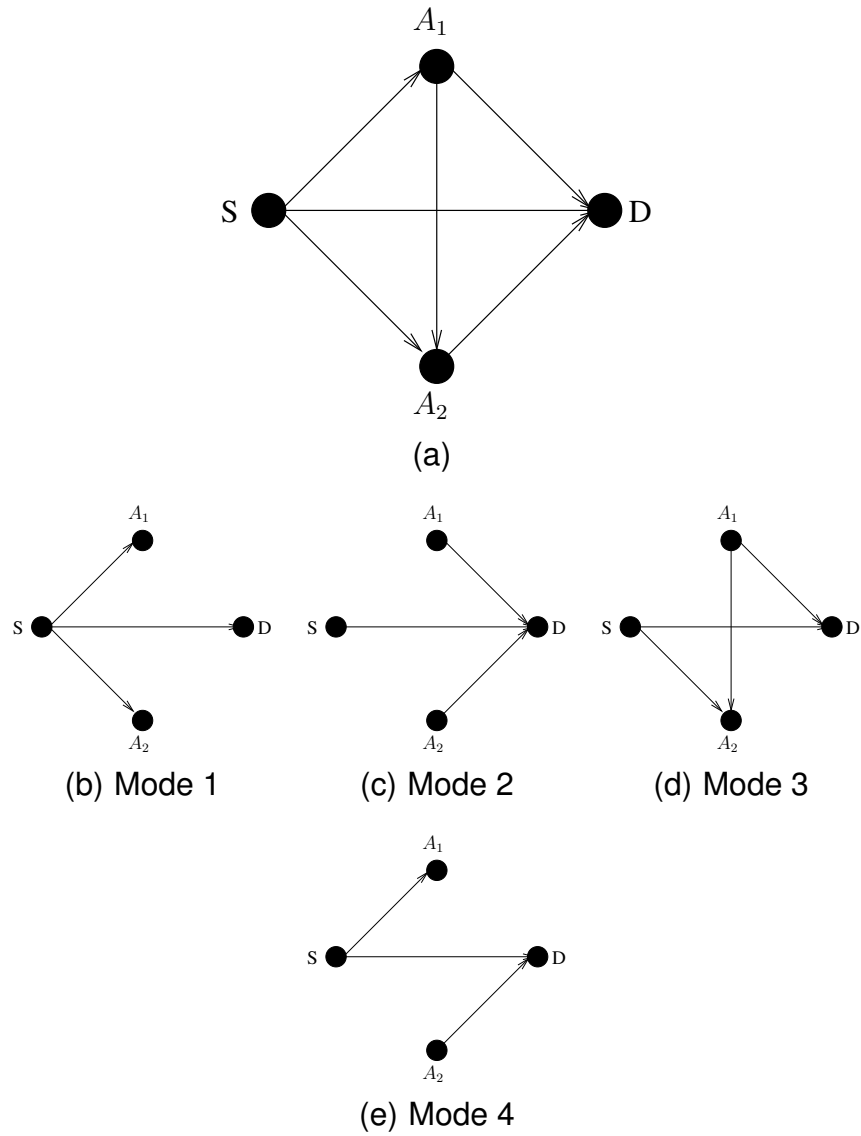 A₁
S D
A₂
(a)
A₁ A₁ A₁
S D S D S D
A₂ A₂ A₂
(b) Mode 1 (c) Mode 2 (d) Mode 3
A₁
S D
A₂
(e) Mode 4